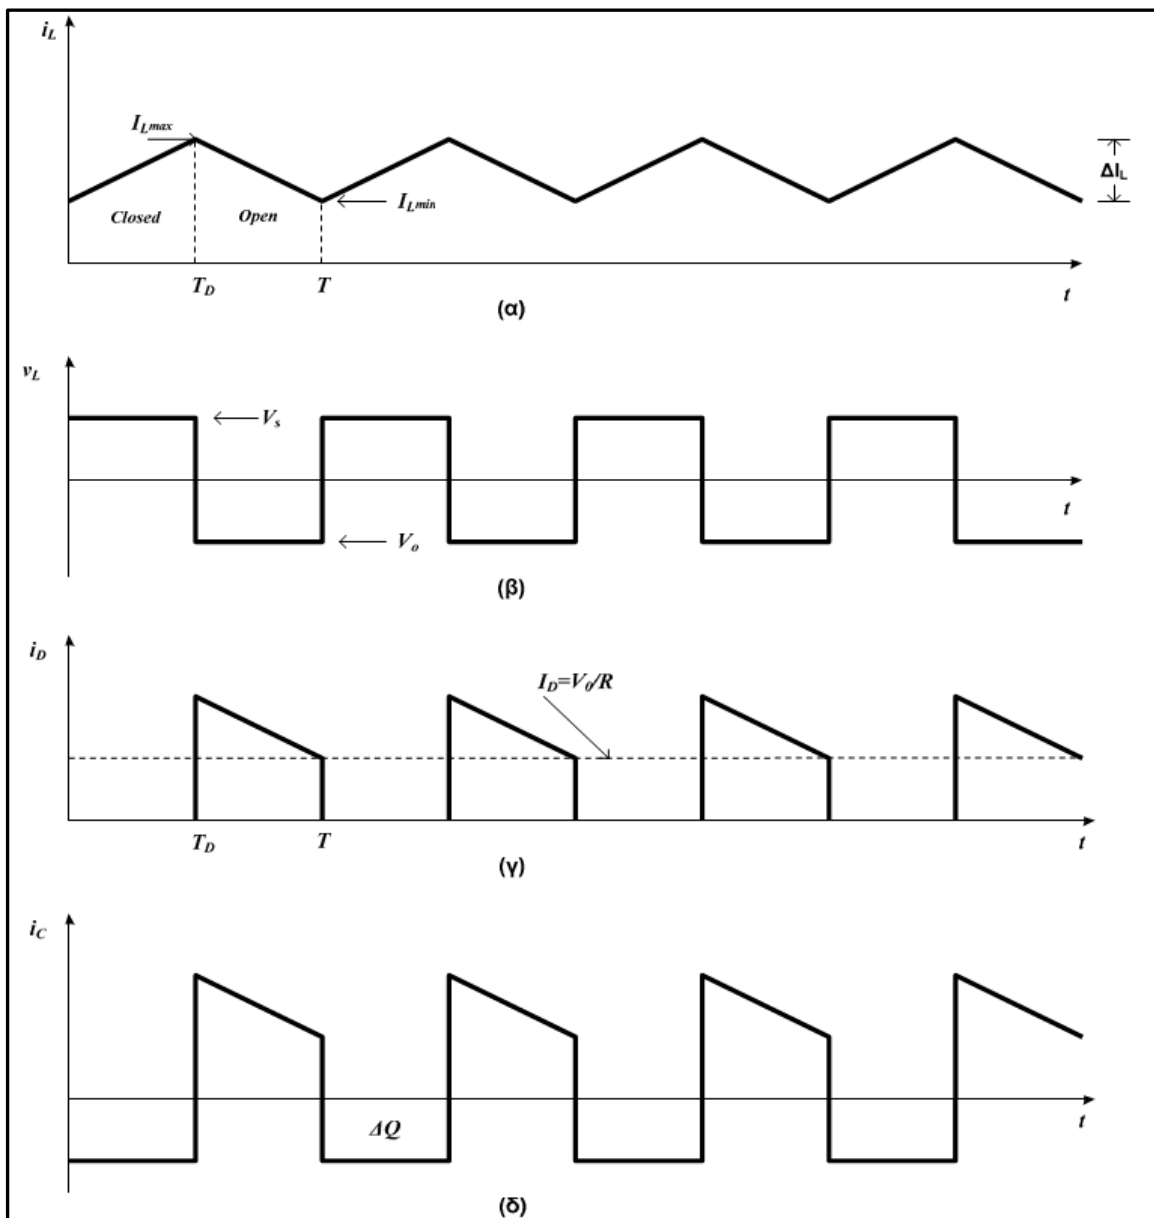 i_L
I_Lmax
ΔI_L
I_Lmin
Closed
Open
T_D
T
t
(α)
v_L
V_s
t
V_o
(β)
i_D
I_D=V_0/R
T_D
T
t
(γ)
i_C
t
ΔQ
(δ)